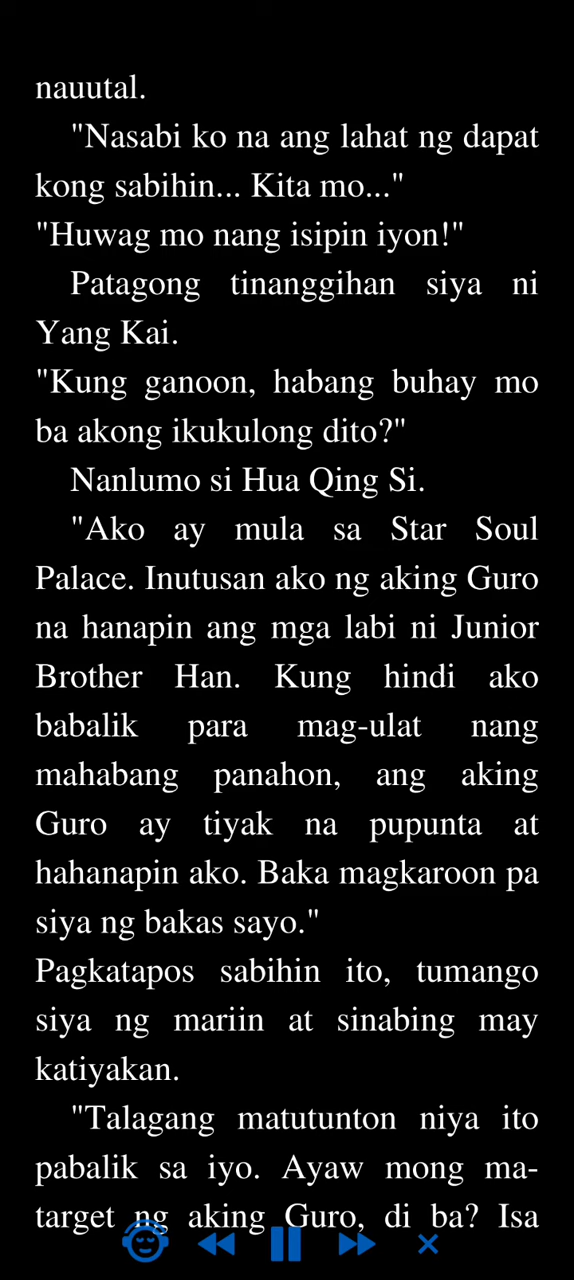 nauutal.
"Nasabi ko na ang lahat ng dapat
kong sabihin... Kita mo..."
"Huwag mo nang isipin iyon!"
Patagong tinanggihan siya ni
Yang Kai.
"Kung ganoon, habang buhay mo
ba akong ikukulong dito?"
Nanlumo si Hua Qing Si.
"Ako ay mula sa Star Soul
Palace. Inutusan ako ng aking Guro
na hanapin ang mga labi ni Junior
Brother Han. Kung hindi ako
babalik para mag-ulat nang
mahabang panahon, ang aking
Guro ay tiyak na pupunta at
hahanapin ako. Baka magkaroon pa
siya ng bakas sayo."
Pagkatapos sabihin ito, tumango
siya ng mariin at sinabing may
katiyakan.
"Talagang matutunton niya ito
pabalik sa iyo. Ayaw mong ma-
target ng aking Guro, di ba? Isa